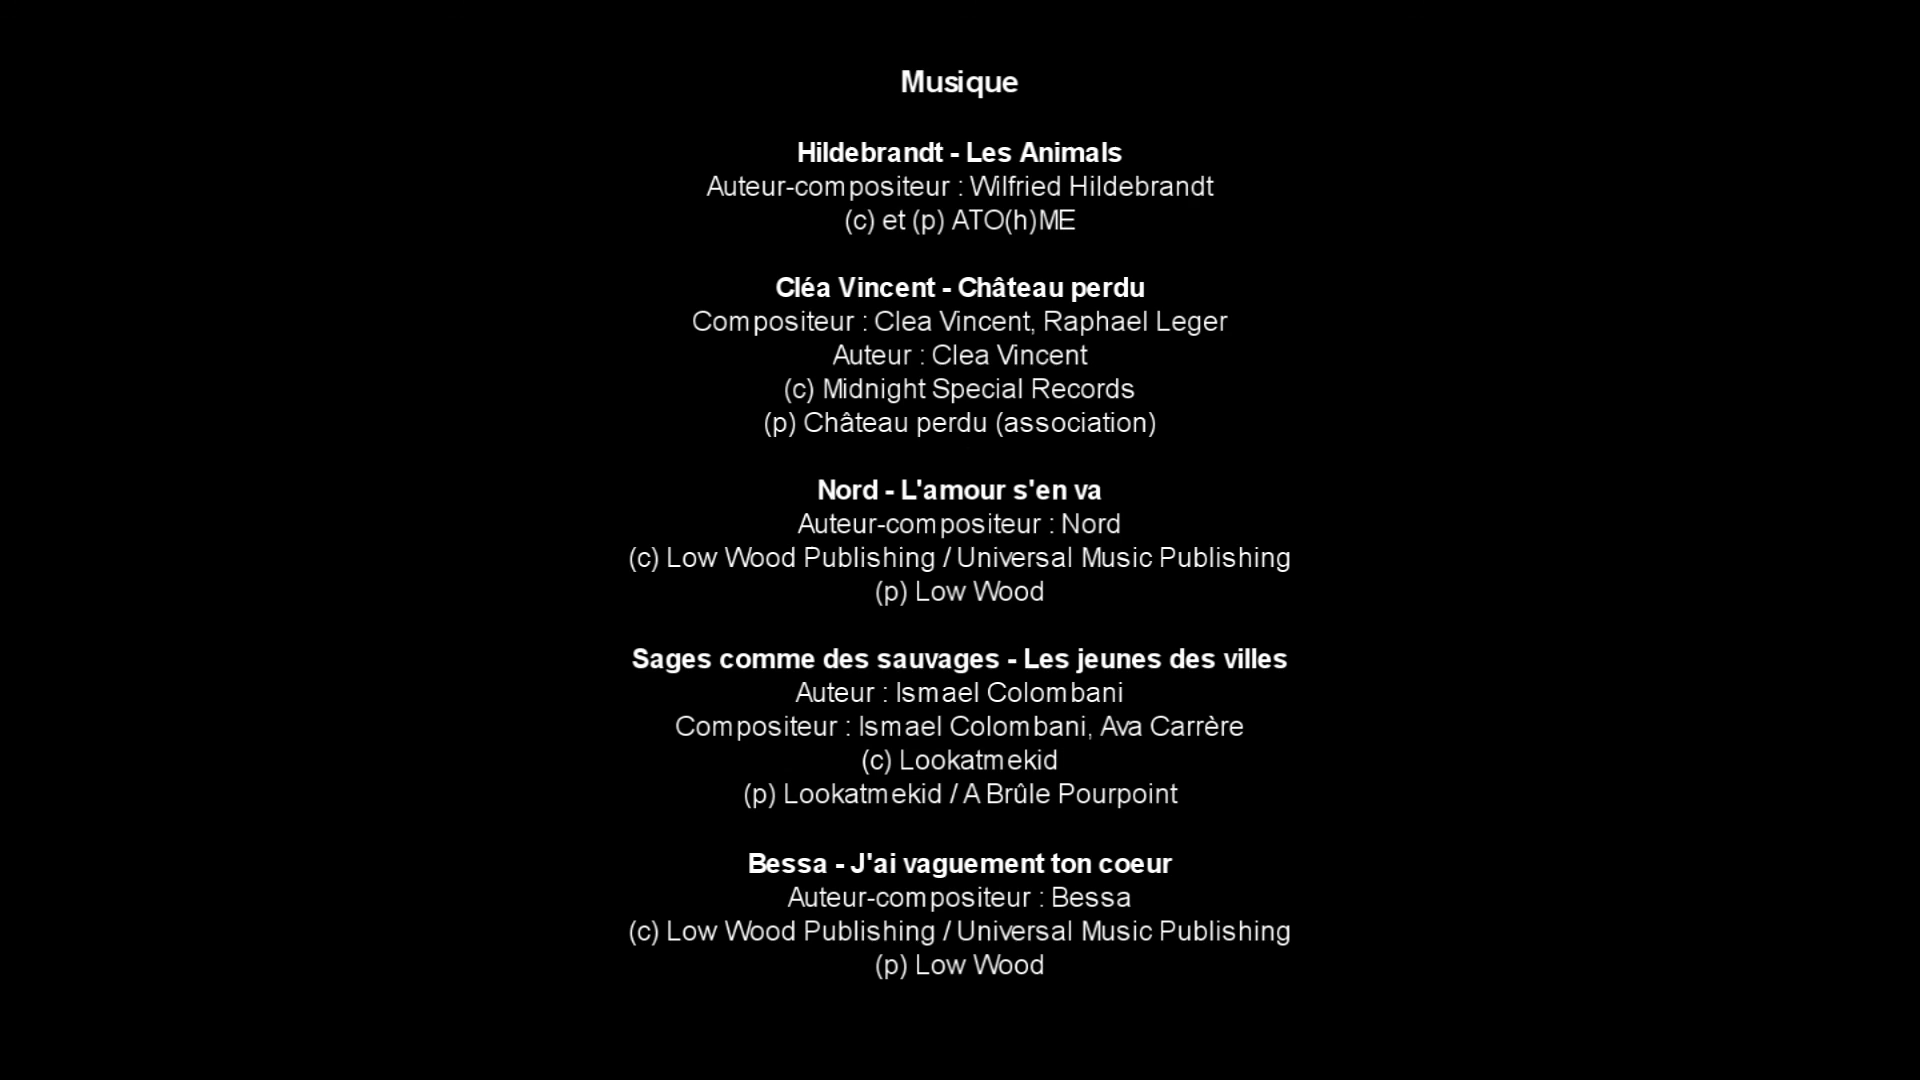 Musique
Hildebrandt - Les Animals
Auteur-compositeur : Wilfried Hildebrandt
(c) et (p) ATO(h)ME
Cléa Vincent - Château perdu
Compositeur : Clea Vincent, Raphael Leger
Auteur : Clea Vincent
(c) Midnight Special Records
(p) Château perdu (association)
Nord - L'amour s'en va
Auteur-compositeur : Nord
(c) Low Wood Publishing / Universal Music Publishing
(p) Low Wood
Sages comme des sauvages - Les jeunes des villes
Auteur : Ismael Colombani
Compositeur : Ismael Colombani, Ava Carrère
(c) Lookatmekid
(p) Lookatmekid / A Brûle Pourpoint
Bessa - J'ai vaguement ton coeur
Auteur-compositeur : Bessa
(c) Low Wood Publishing / Universal Music Publishing
(p) Low Wood